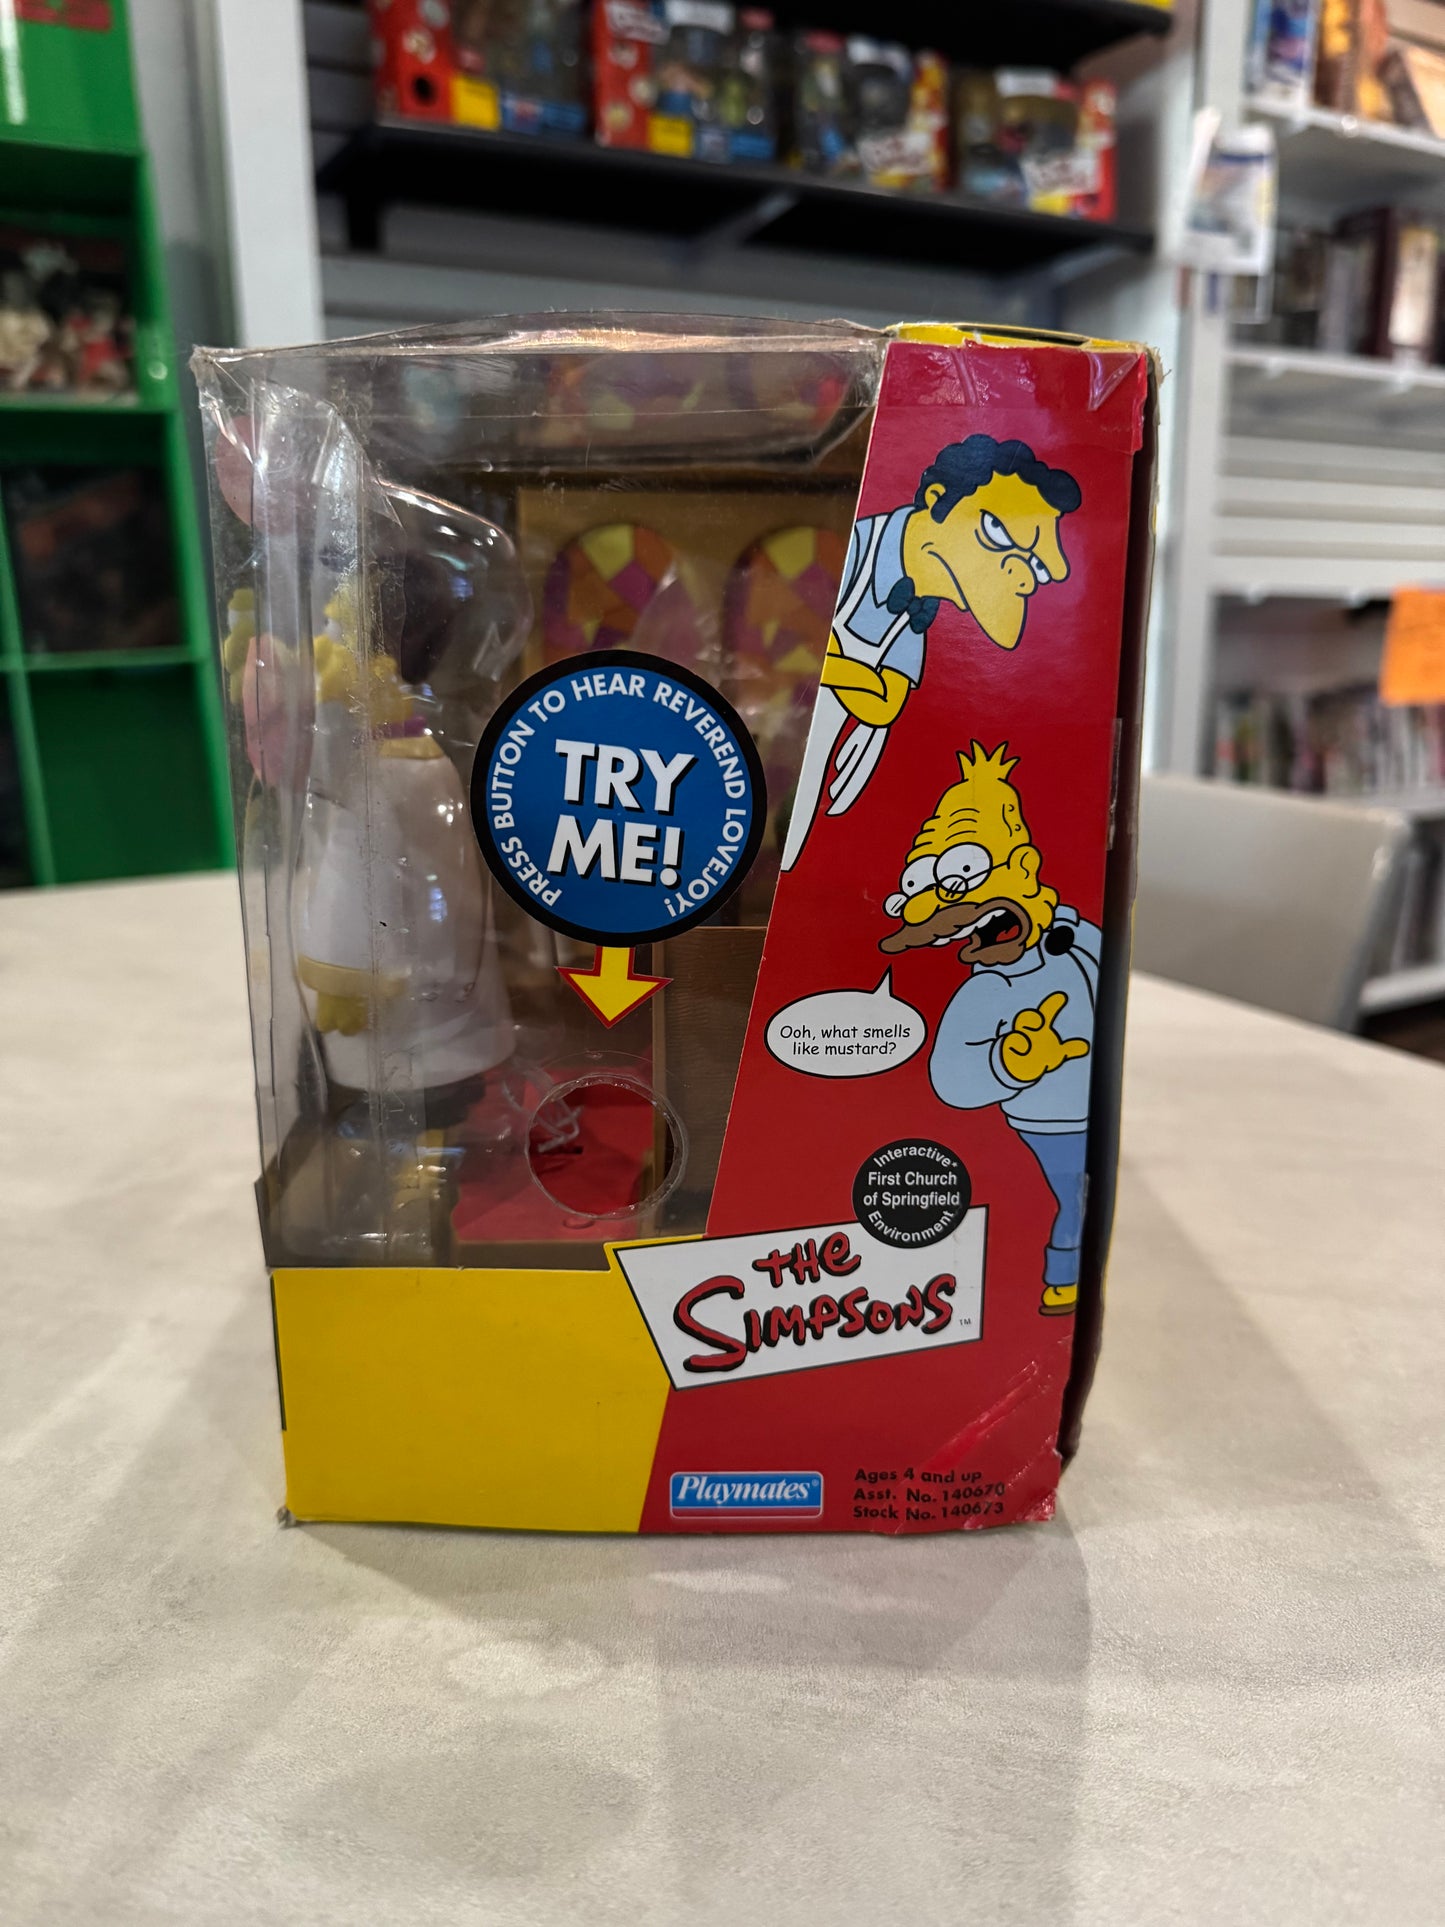 PRESS BUTTON TO HEAR REVEREND LOVEJOY!
TRY
ME!
Ooh, what smells
like mustard?
Interactive*
First Church
of Springfield
Environment
THE
SIMPSONS
TM
Playmates®
Ages 4 and up
Asst. No. 140670
Stock No. 140673